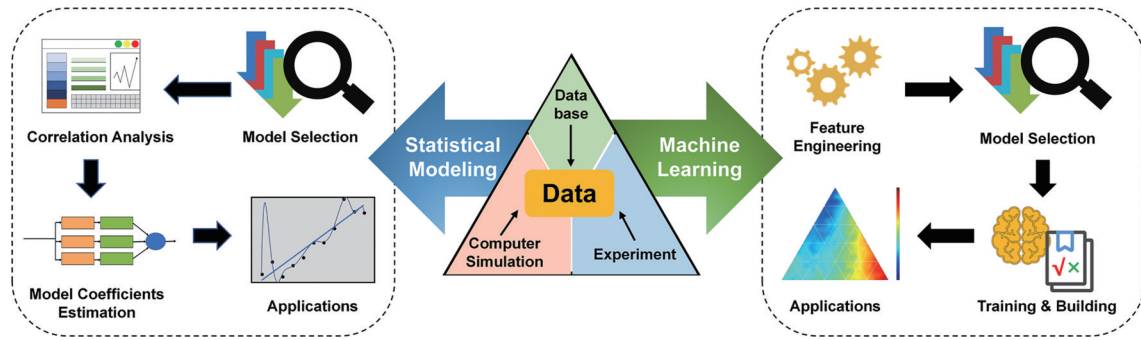 Correlation Analysis
Model Selection
Model Coefficients
Estimation
Applications
Statistical
Modeling
Data
base
Data
Computer
Simulation
Experiment
Machine
Learning
Feature
Engineering
Model Selection
Applications
√ ×
Training & Building